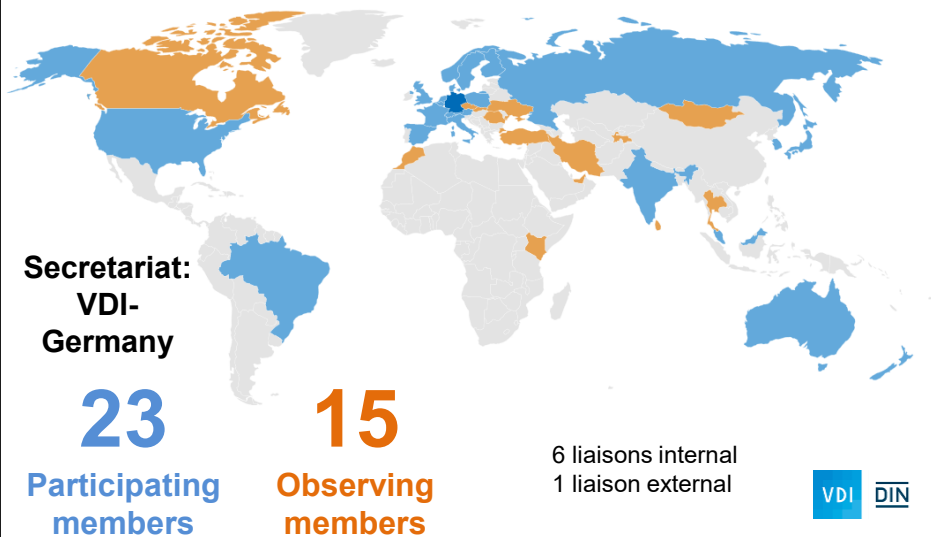 Secretariat:
VDI-
Germany
23
Participating
members
15
Observing
members
6 liaisons internal
1 liaison external
VDI
DIN